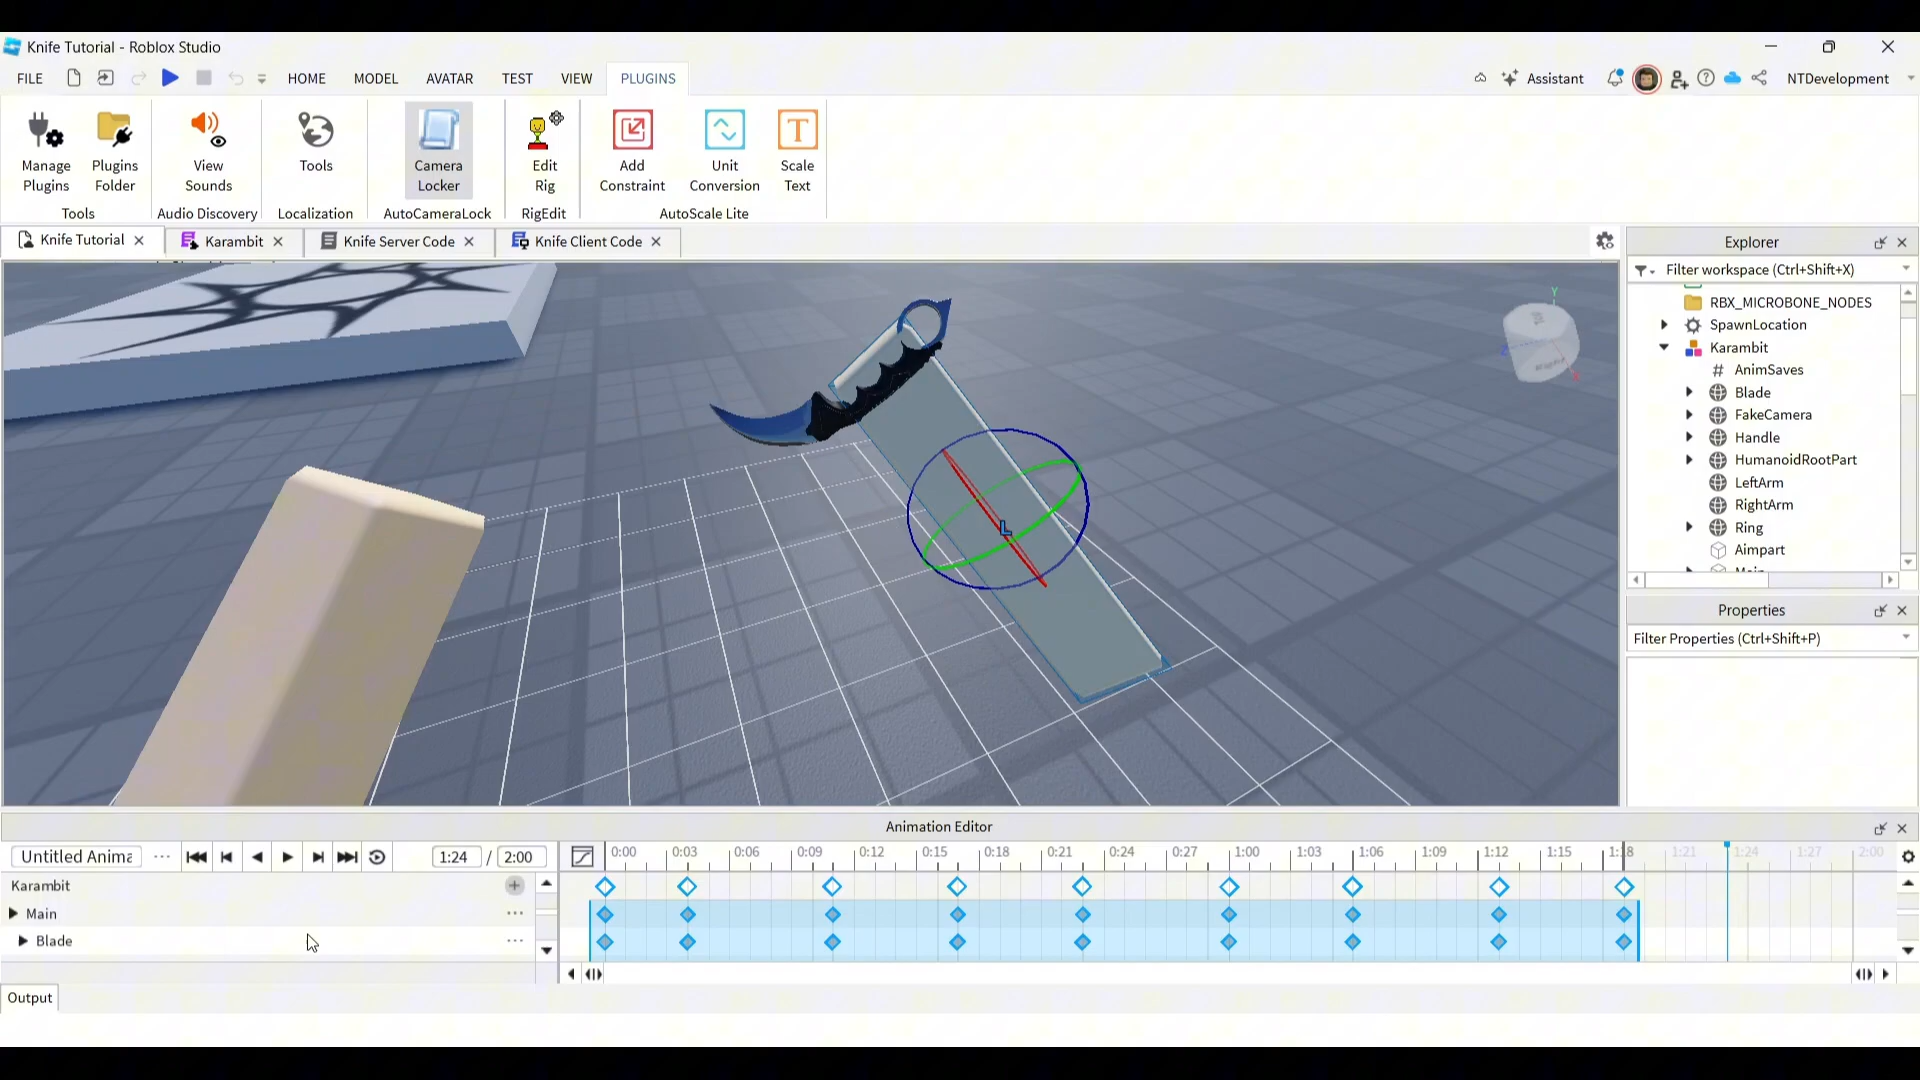 Knife Tutorial - Roblox Studio
FILE HOME MODEL AVATAR TEST VIEW PLUGINS Assistant NTDevelopment
Manage Plugins
Plugins Folder
View Sounds
Tools
Camera Locker
Edit Rig
Add Constraint
Unit Conversion
Scale Text
Tools Audio Discovery Localization AutoCameraLock RigEdit AutoScale Lite
Knife Tutorial Karambit Knife Server Code Knife Client Code
Explorer
Filter workspace (Ctrl+Shift+X)
RBX_MICROBONE_NODES
SpawnLocation
Karambit
AnimSaves
Blade
FakeCamera
Handle
HumanoidRootPart
LeftArm
RightArm
Ring
Aimpart
Main
Properties
Filter Properties (Ctrl+Shift+P)
Y
L
Animation Editor
Untitled Anima ... 1:24 / 2:00
0:00 0:03 0:06 0:09 0:12 0:15 0:18 0:21 0:24 0:27 1:00 1:03 1:06 1:09 1:12 1:15 1:18 1:21 1:24 1:27 2:00
Karambit
Main ...
Blade ...
Output